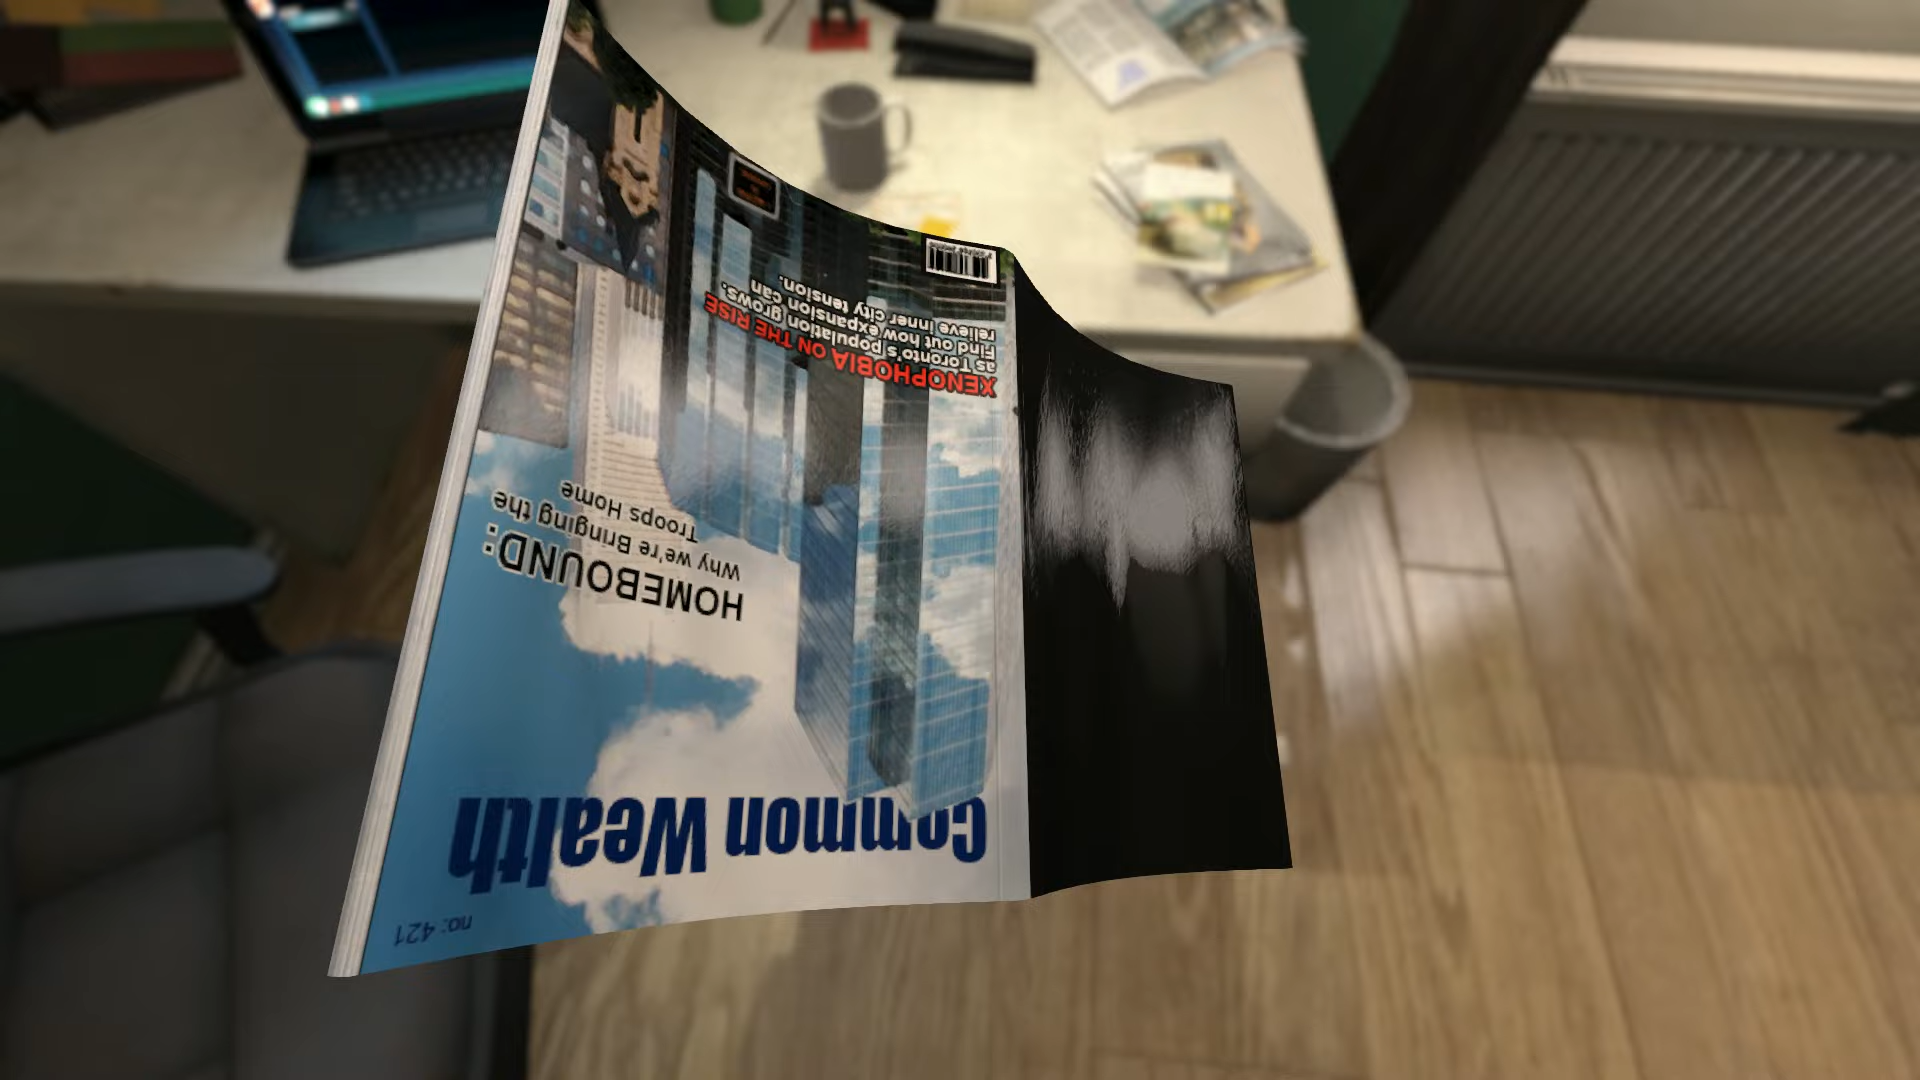 no: 421
Common Wealth
HOMEBOUND:
Why we're Bringing the
Troops Home
XENOPHOBIA ON THE RISE
as Toronto's population grows.
Find out how expansion can
relieve inner city tension.